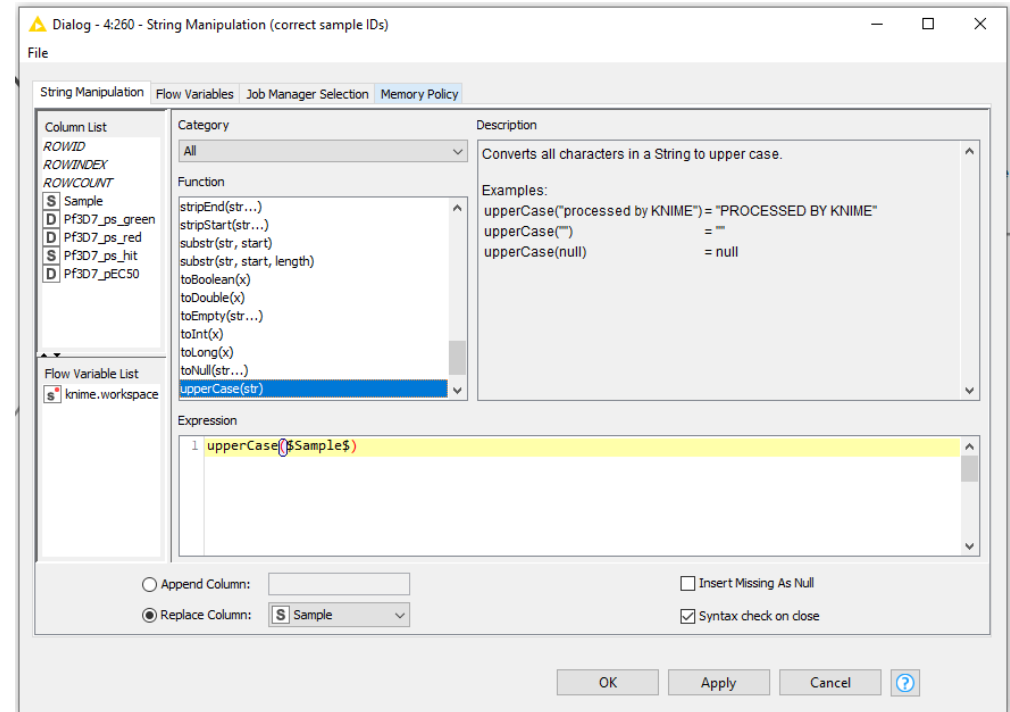 Dialog - 4:260 - String Manipulation (correct sample IDs)
File
String Manipulation Flow Variables Job Manager Selection Memory Policy
Column List
ROWID
ROWINDEX
ROWCOUNT
S Sample
D Pf3D7_ps_green
D Pf3D7_ps_red
S Pf3D7_ps_hit
D Pf3D7_pEC50
Flow Variable List
s knime.workspace
Category
All
Function
stripEnd(str...)
stripStart(str...)
substr(str, start)
substr(str, start, length)
toBoolean(x)
toDouble(x)
toEmpty(str...)
toInt(x)
toLong(x)
toNull(str...)
upperCase(str)
Description
Converts all characters in a String to upper case.
Examples:
upperCase("processed by KNIME") = "PROCESSED BY KNIME"
upperCase("") = ""
upperCase(null) = null
Expression
1 upperCase($Sample$)
Append Column:
Insert Missing As Null
Replace Column: S Sample
Syntax check on close
OK Apply Cancel ?